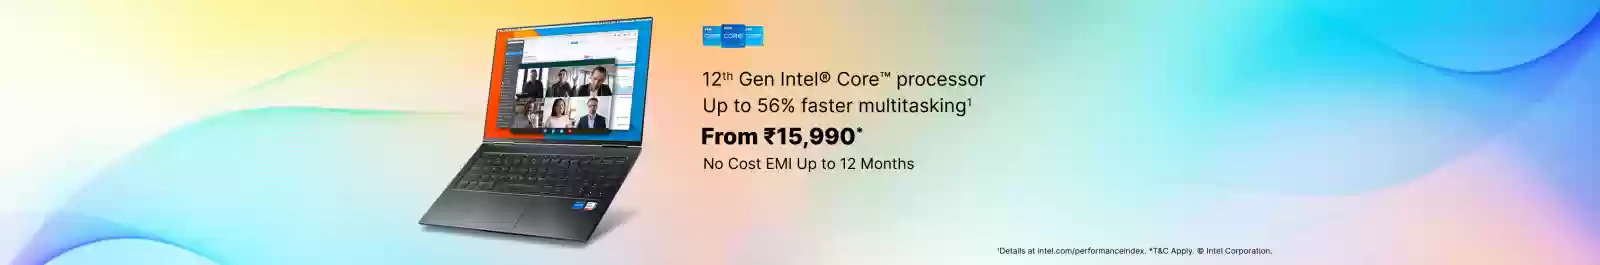 CORE
12th Gen Intel® Core™ processor
Up to 56% faster multitasking¹
From ₹15,990*
No Cost EMI Up to 12 Months
¹Details at intel.com/performanceindex. *T&C Apply. © Intel Corporation.